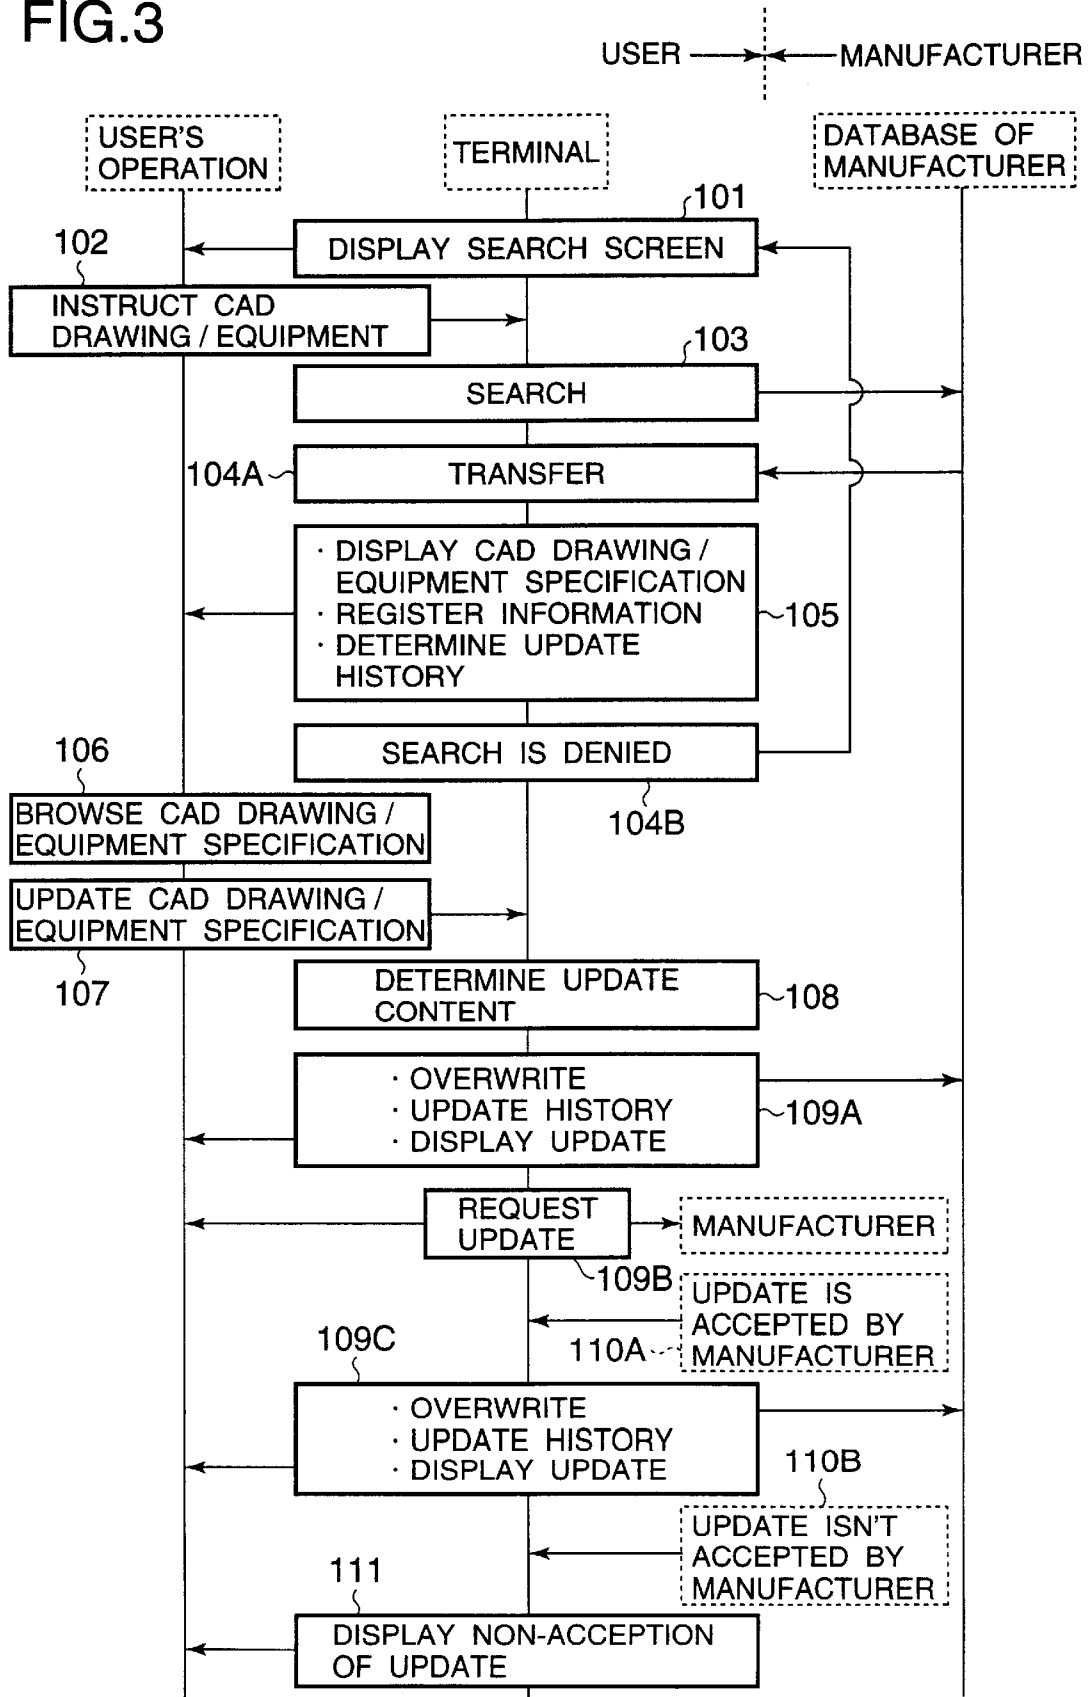 FIG.3
USER
MANUFACTURER
USER'S
OPERATION
TERMINAL
DATABASE OF
MANUFACTURER
101
DISPLAY SEARCH SCREEN
102
INSTRUCT CAD
DRAWING / EQUIPMENT
103
SEARCH
104A
TRANSFER
· DISPLAY CAD DRAWING /
EQUIPMENT SPECIFICATION
· REGISTER INFORMATION
· DETERMINE UPDATE
HISTORY
105
SEARCH IS DENIED
104B
106
BROWSE CAD DRAWING /
EQUIPMENT SPECIFICATION
UPDATE CAD DRAWING /
EQUIPMENT SPECIFICATION
107
DETERMINE UPDATE
CONTENT
108
· OVERWRITE
· UPDATE HISTORY
· DISPLAY UPDATE
109A
REQUEST
UPDATE
109B
MANUFACTURER
UPDATE IS
ACCEPTED BY
MANUFACTURER
110A
109C
· OVERWRITE
· UPDATE HISTORY
· DISPLAY UPDATE
110B
UPDATE ISN'T
ACCEPTED BY
MANUFACTURER
111
DISPLAY NON-ACCEPTION
OF UPDATE